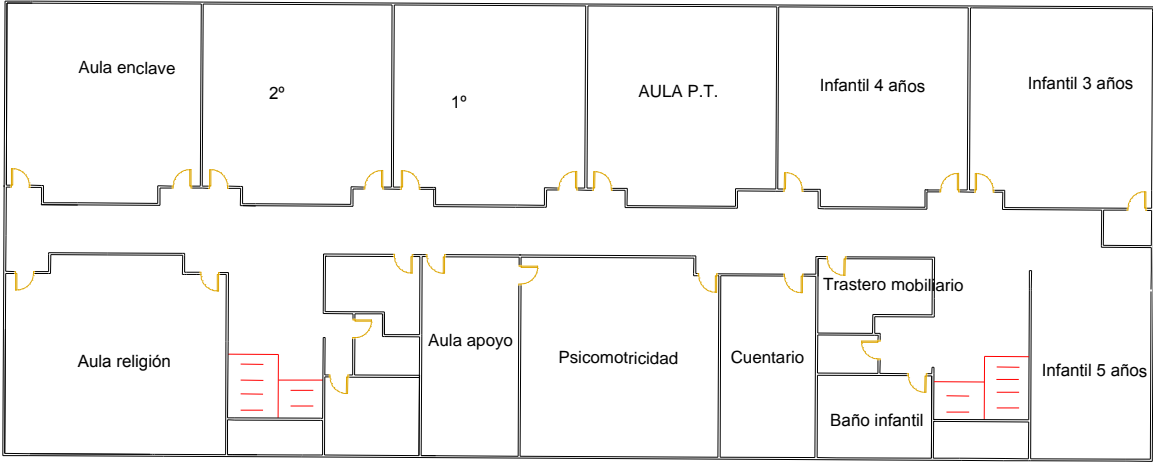 Aula enclave
2º
1º
AULA P.T.
Infantil 4 años
Infantil 3 años
Trastero mobiliario
Aula religión
Aula apoyo
Psicomotricidad
Cuentario
Infantil 5 años
Baño infantil